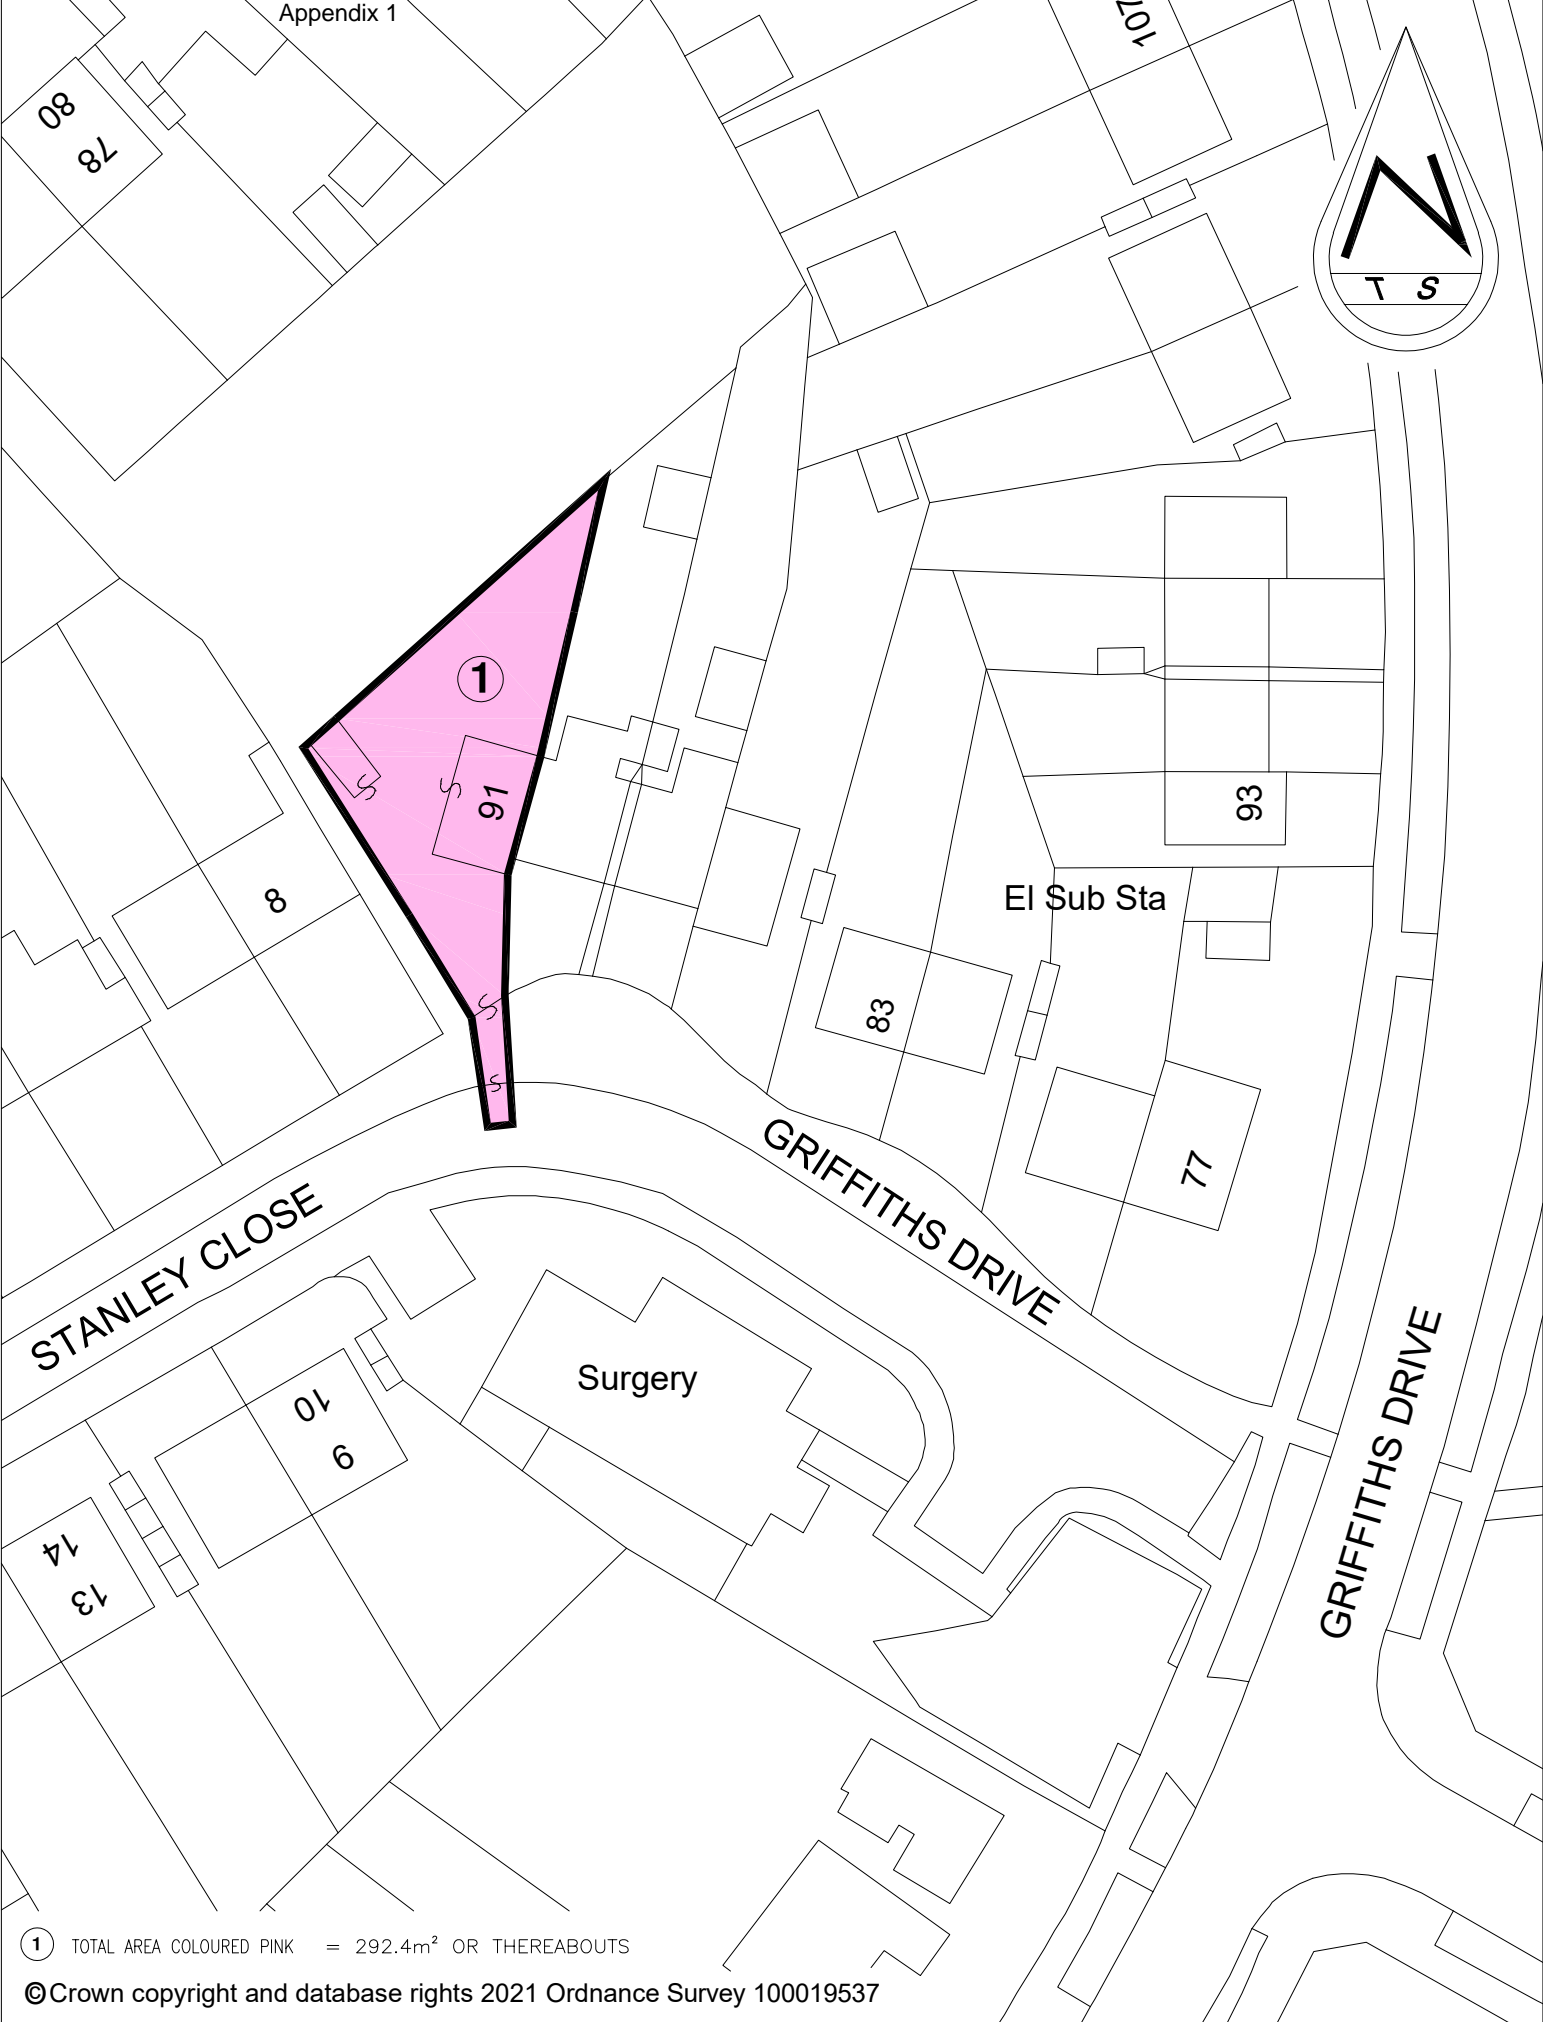 Appendix 1
107
80
78
N
T S
1
91
8
93
El Sub Sta
83
77
GRIFFITHS DRIVE
STANLEY CLOSE
Surgery
GRIFFITHS DRIVE
10
9
14
13
1 TOTAL AREA COLOURED PINK = 292.4m² OR THEREABOUTS
©Crown copyright and database rights 2021 Ordnance Survey 100019537